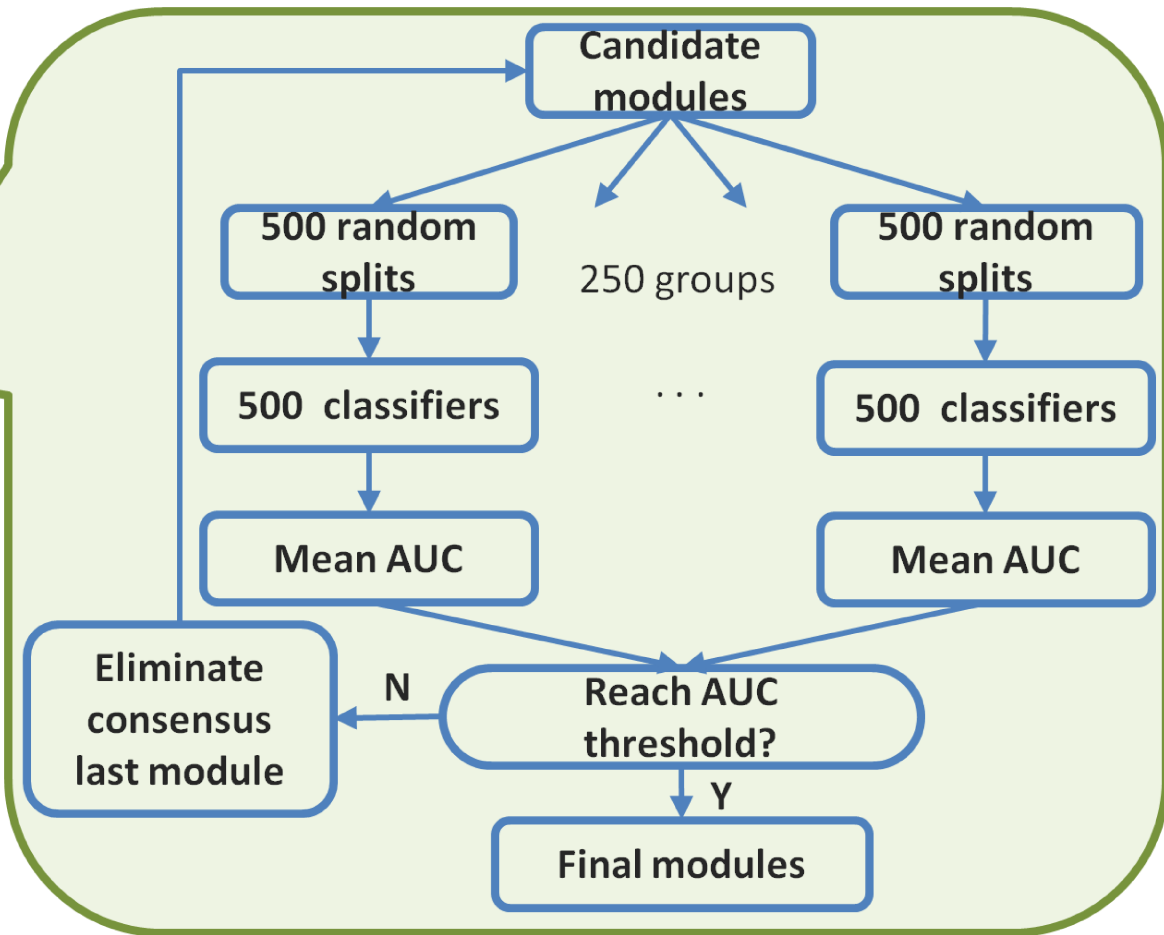 Candidate
modules
500 random
splits
250 groups
500 random
splits
500 classifiers
. . .
500 classifiers
Mean AUC
Mean AUC
Eliminate
consensus
last module
N
Reach AUC
threshold?
Y
Final modules